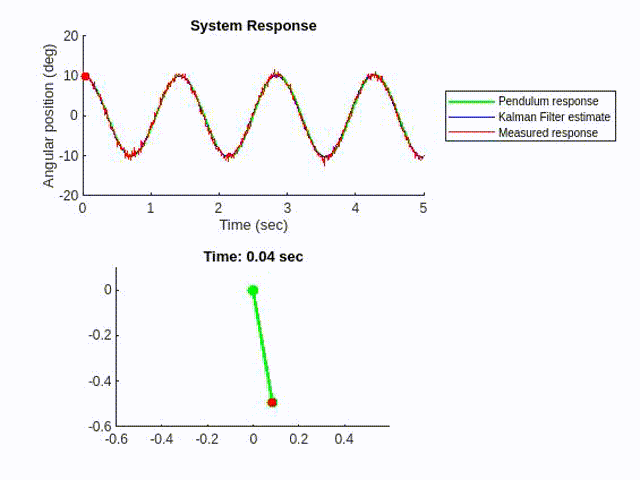 System Response
Angular position (deg)
20
10
0
-10
-20
0 1 2 3 4 5
Time (sec)
Pendulum response
Kalman Filter estimate
Measured response
Time: 0.04 sec
0
-0.2
-0.4
-0.6
-0.6 -0.4 -0.2 0 0.2 0.4